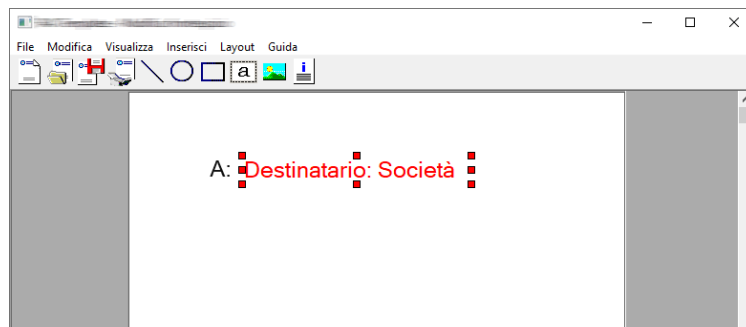 File Modifica Visualizza Inserisci Layout Guida
a
A: Destinatario: Società